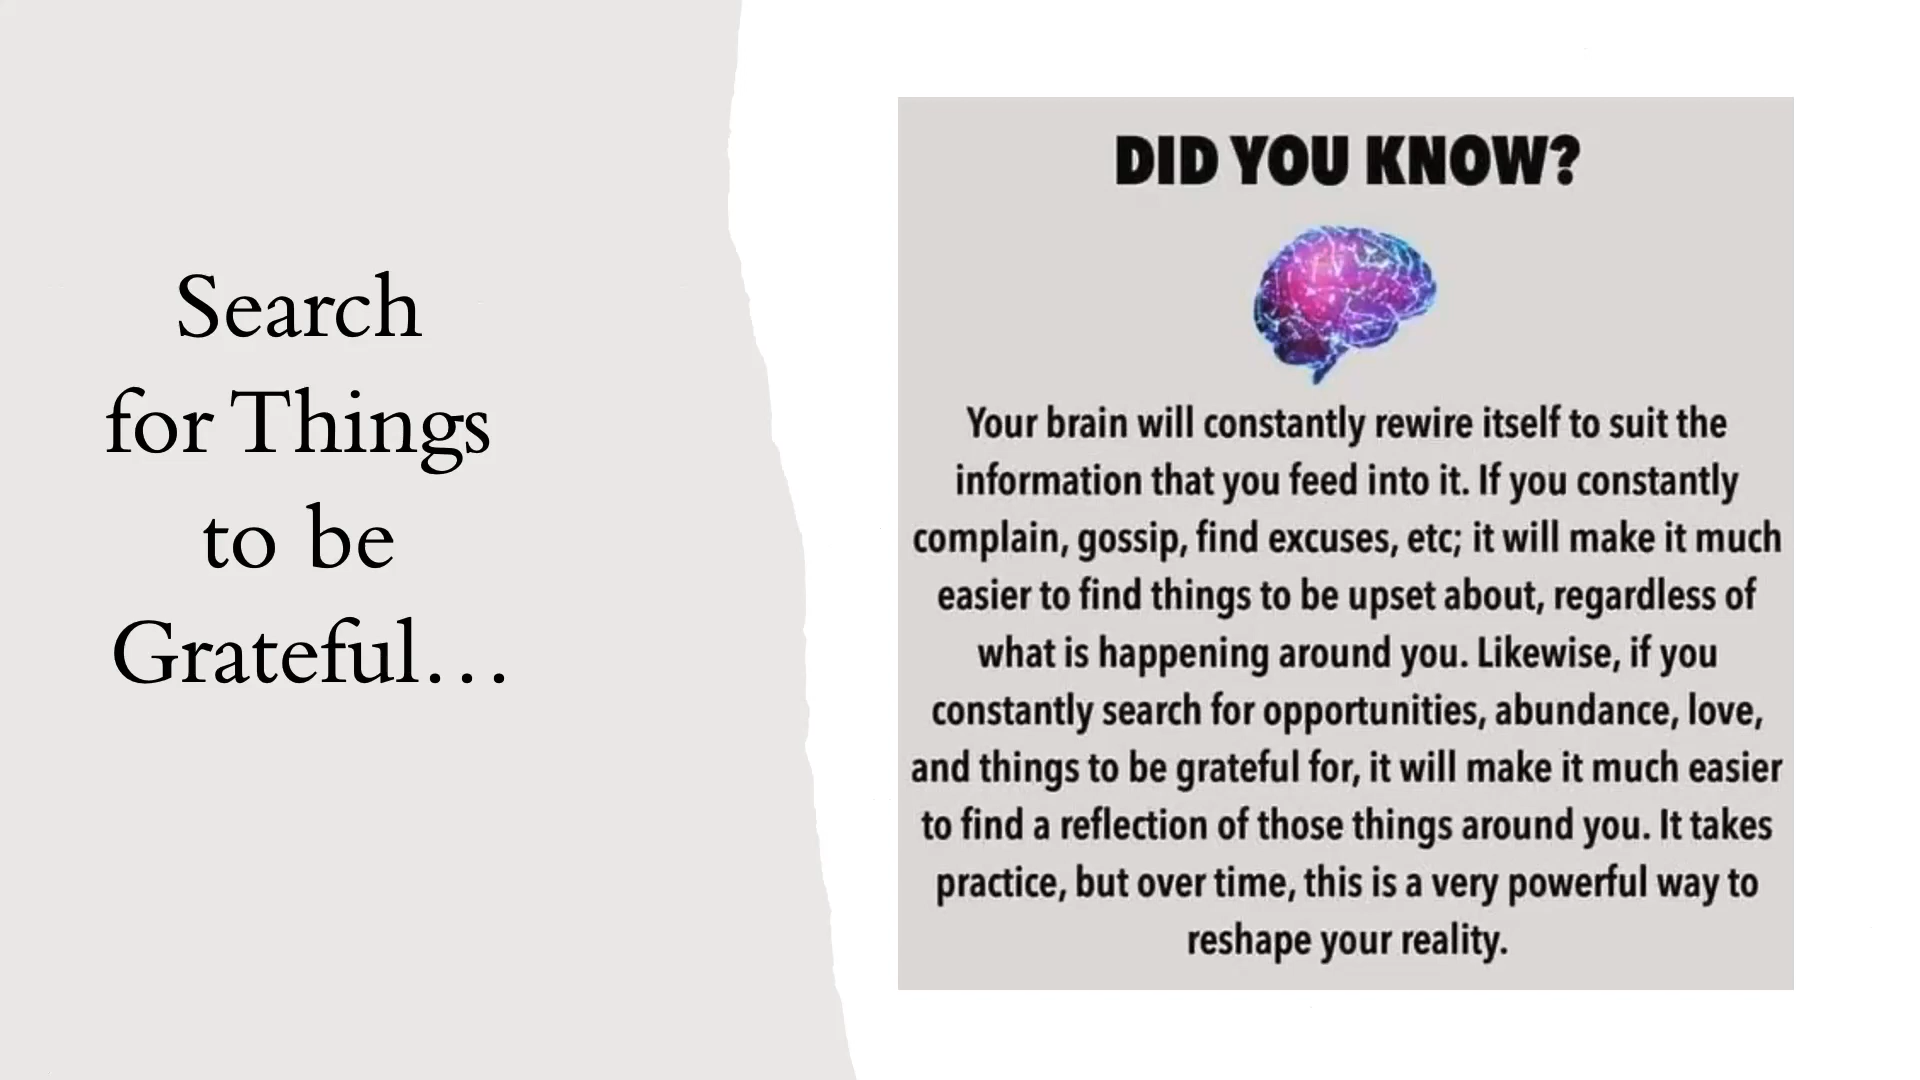 Search
for Things
to be
Grateful...
DID YOU KNOW?
Your brain will constantly rewire itself to suit the
information that you feed into it. If you constantly
complain, gossip, find excuses, etc; it will make it much
easier to find things to be upset about, regardless of
what is happening around you. Likewise, if you
constantly search for opportunities, abundance, love,
and things to be grateful for, it will make it much easier
to find a reflection of those things around you. It takes
practice, but over time, this is a very powerful way to
reshape your reality.